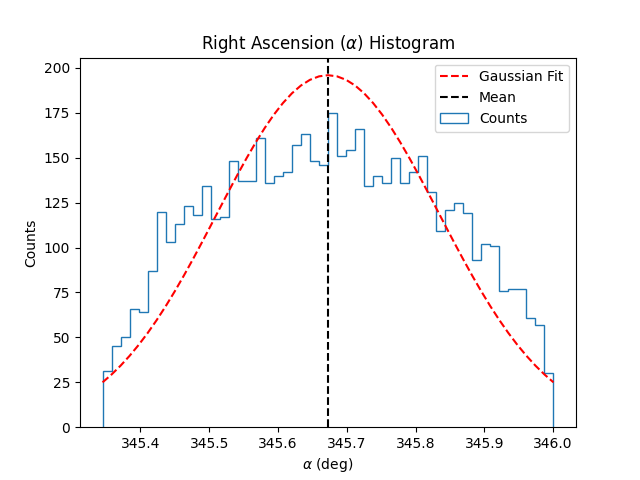 Right Ascension (α) Histogram
Gaussian Fit
Mean
Counts
Counts
200
175
150
125
100
75
50
25
0
345.4 345.5 345.6 345.7 345.8 345.9 346.0
α (deg)